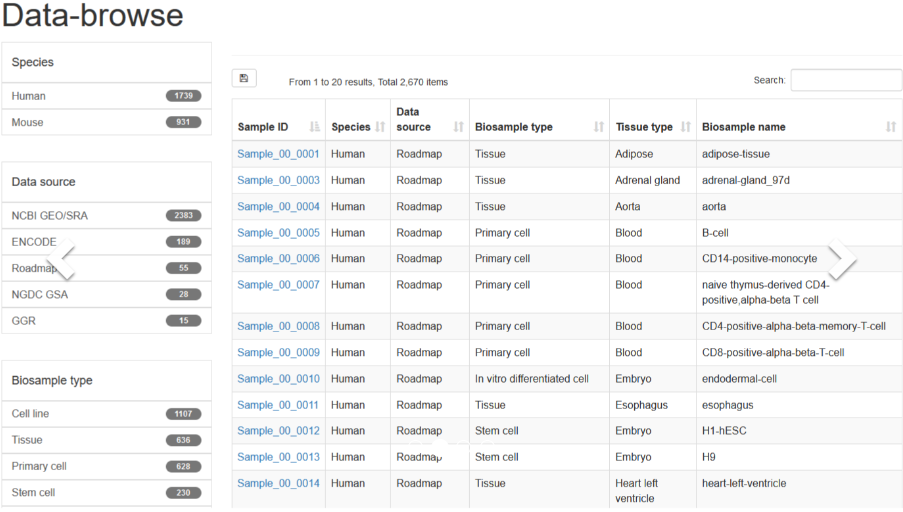 Data-browse
Species
Human 1739
Mouse 931
Data source
NCBI GEO/SRA 2383
ENCODE 189
Roadmap 55
NGDC GSA 28
GGR 15
Biosample type
Cell line 1107
Tissue 636
Primary cell 628
Stem cell 230
From 1 to 20 results, Total 2,670 items
Search:
Sample ID Species Data source Biosample type Tissue type Biosample name
Sample_00_0001 Human Roadmap Tissue Adipose adipose-tissue
Sample_00_0003 Human Roadmap Tissue Adrenal gland adrenal-gland_97d
Sample_00_0004 Human Roadmap Tissue Aorta aorta
Sample_00_0005 Human Roadmap Primary cell Blood B-cell
Sample_00_0006 Human Roadmap Primary cell Blood CD14-positive-monocyte
Sample_00_0007 Human Roadmap Primary cell Blood naive thymus-derived CD4-
positive,alpha-beta T cell
Sample_00_0008 Human Roadmap Primary cell Blood CD4-positive-alpha-beta-memory-T-cell
Sample_00_0009 Human Roadmap Primary cell Blood CD8-positive-alpha-beta-T-cell
Sample_00_0010 Human Roadmap In vitro differentiated cell Embryo endodermal-cell
Sample_00_0011 Human Roadmap Tissue Esophagus esophagus
Sample_00_0012 Human Roadmap Stem cell Embryo H1-hESC
Sample_00_0013 Human Roadmap Stem cell Embryo H9
Sample_00_0014 Human Roadmap Tissue Heart left ventricle heart-left-ventricle